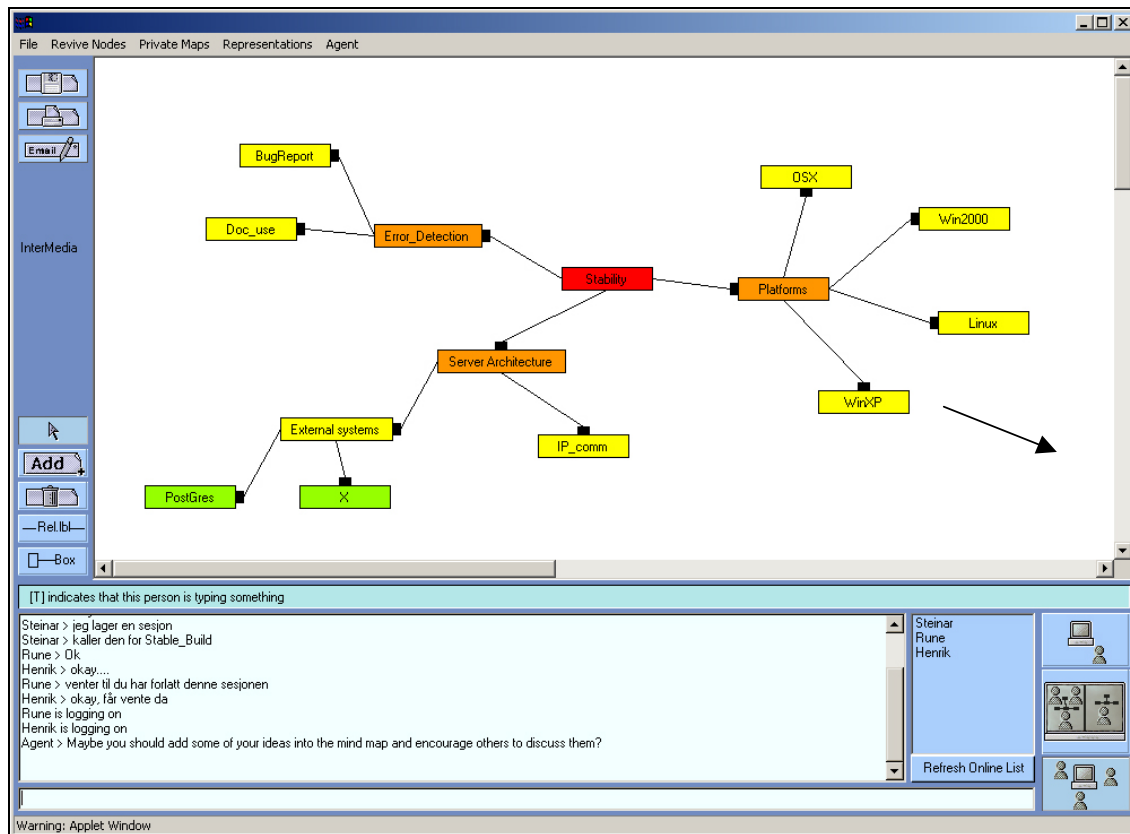 File Revive Nodes Private Maps Representations Agent
Email
InterMedia
Add
Rel.lbl
Box
BugReport
OSX
Doc_use
Error_Detection
Win2000
Stability
Platforms
Linux
Server Architecture
WinXP
External systems
IP_comm
PostGres
X
[T] indicates that this person is typing something
Steinar > jeg lager en sesjon
Steinar > kaller den for Stable_Build
Rune > Ok
Henrik > okay....
Rune > venter til du har forlatt denne sesjonen
Henrik > okay, får vente da
Rune is logging on
Henrik is logging on
Agent > Maybe you should add some of your ideas into the mind map and encourage others to discuss them?
Steinar
Rune
Henrik
Refresh Online List
Warning: Applet Window